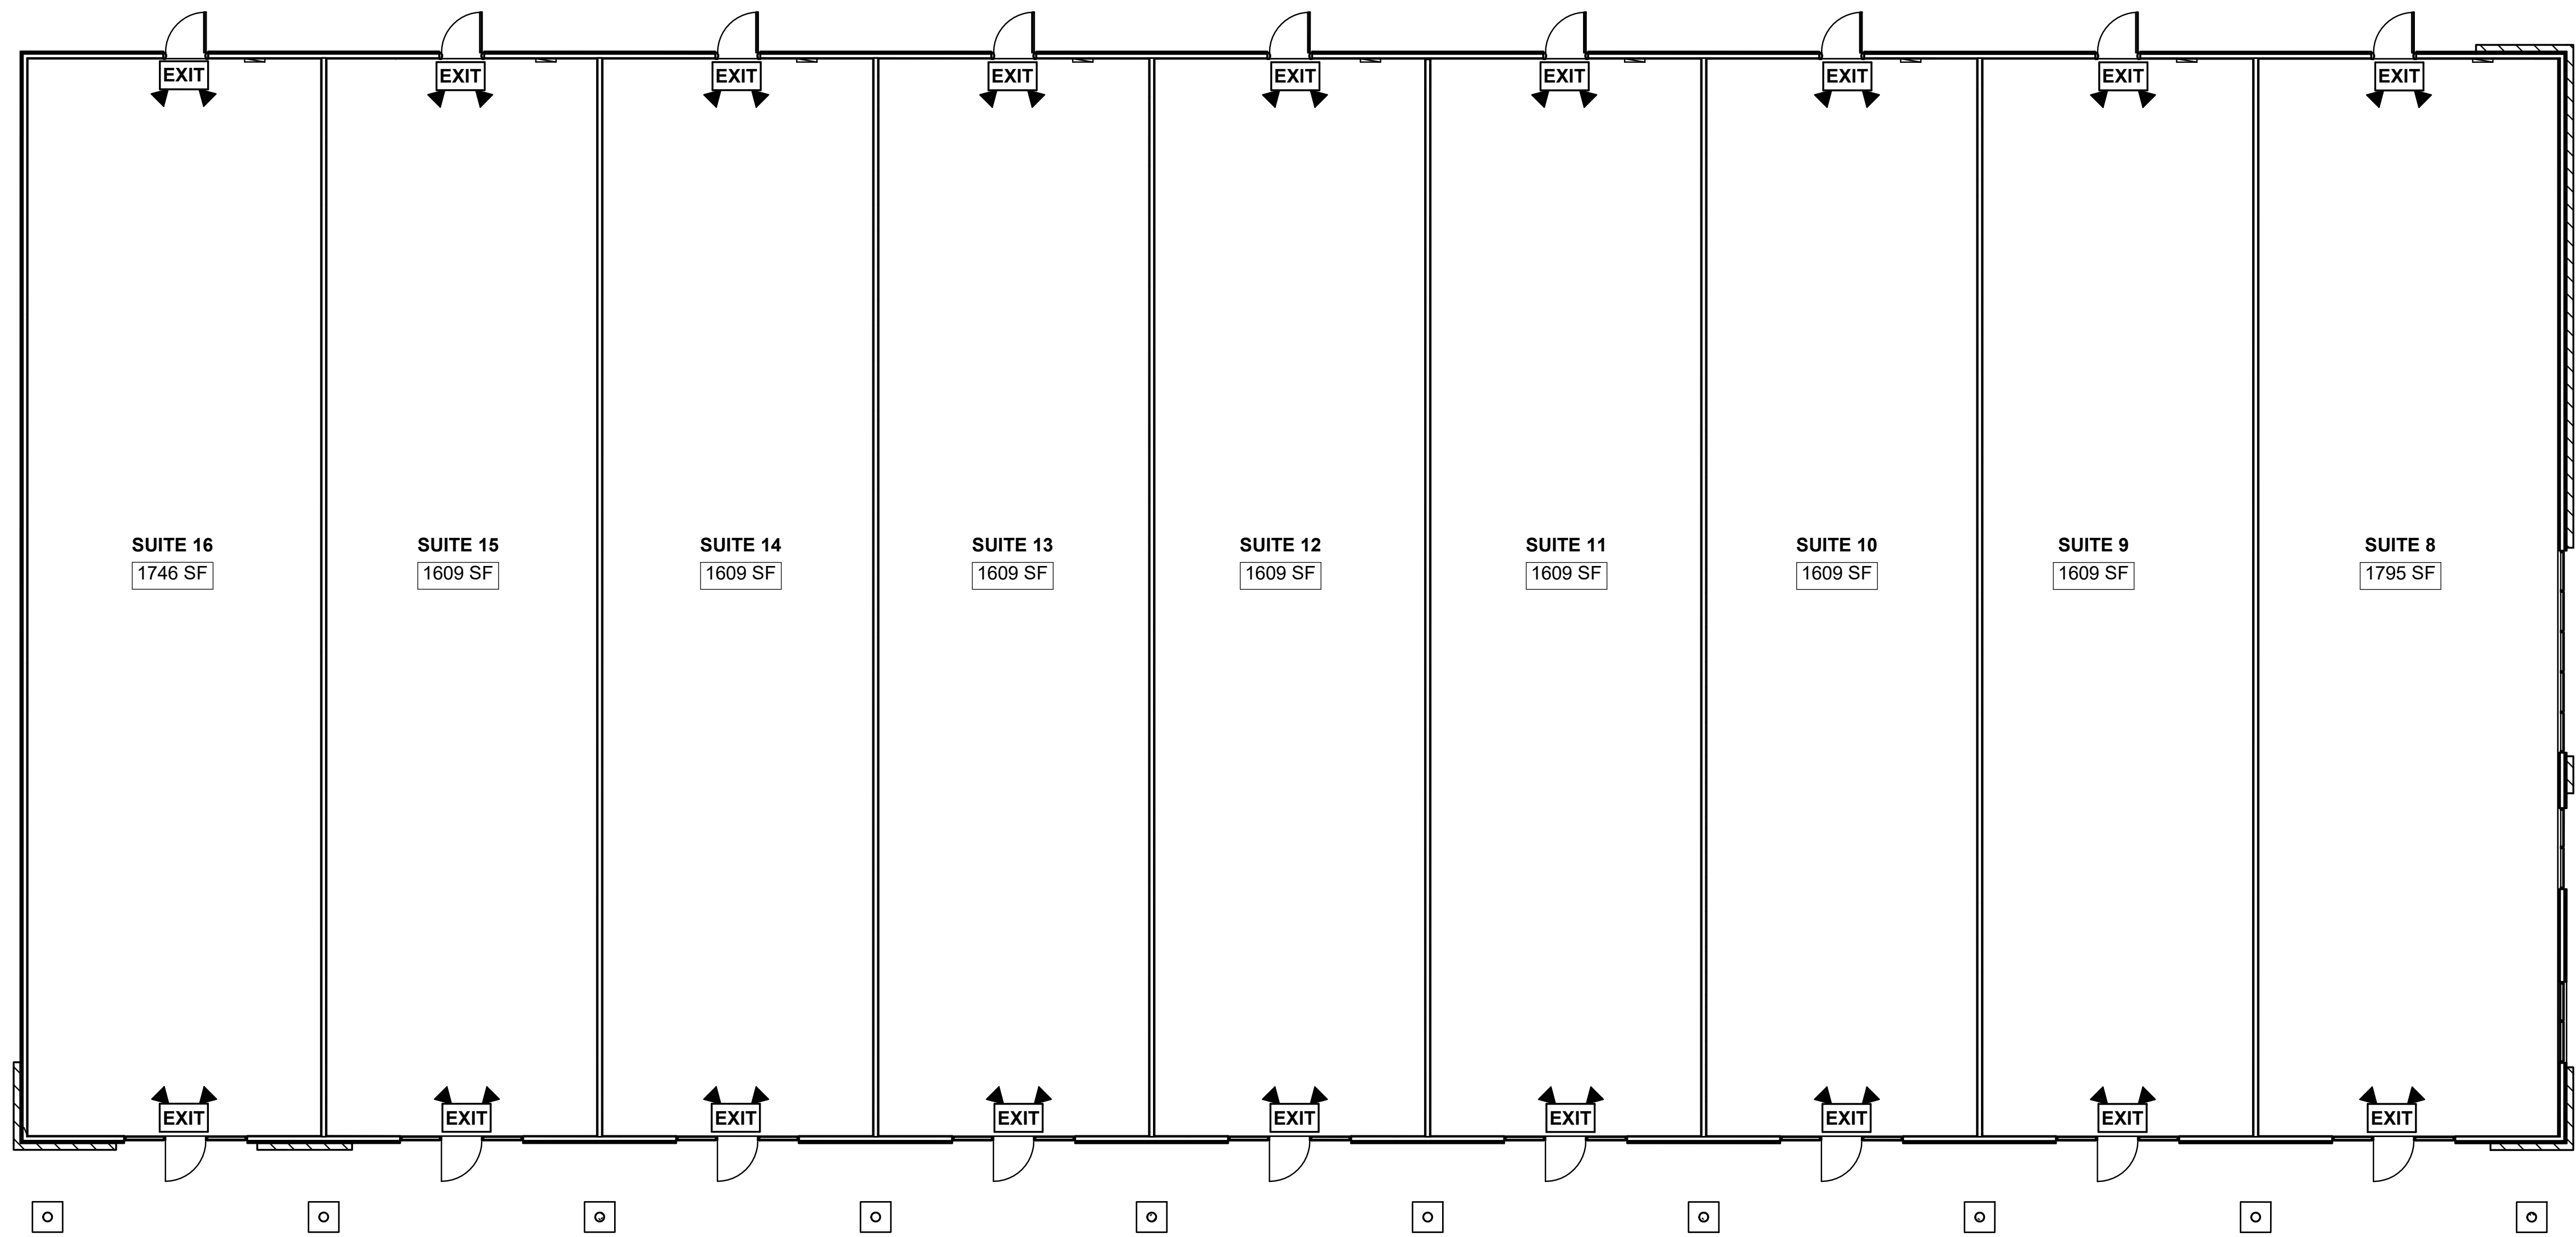 EXIT EXIT EXIT EXIT EXIT EXIT EXIT EXIT EXIT
SUITE 16
1746 SF
SUITE 15
1609 SF
SUITE 14
1609 SF
SUITE 13
1609 SF
SUITE 12
1609 SF
SUITE 11
1609 SF
SUITE 10
1609 SF
SUITE 9
1609 SF
SUITE 8
1795 SF
EXIT EXIT EXIT EXIT EXIT EXIT EXIT EXIT EXIT